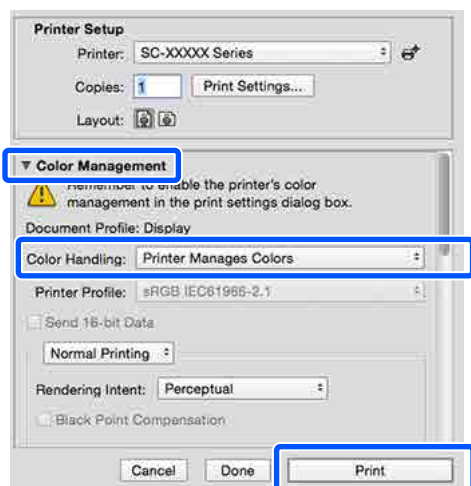 Printer Setup
Printer: SC-XXXXX Series
Copies: 1 Print Settings...
Layout:
Color Management
Remember to enable the printer's color
management in the print settings dialog box.
Document Profile: Display
Color Handling: Printer Manages Colors
Printer Profile: sRGB IEC61966-2.1
Send 16-bit Data
Normal Printing
Rendering Intent: Perceptual
Black Point Compensation
Cancel Done Print